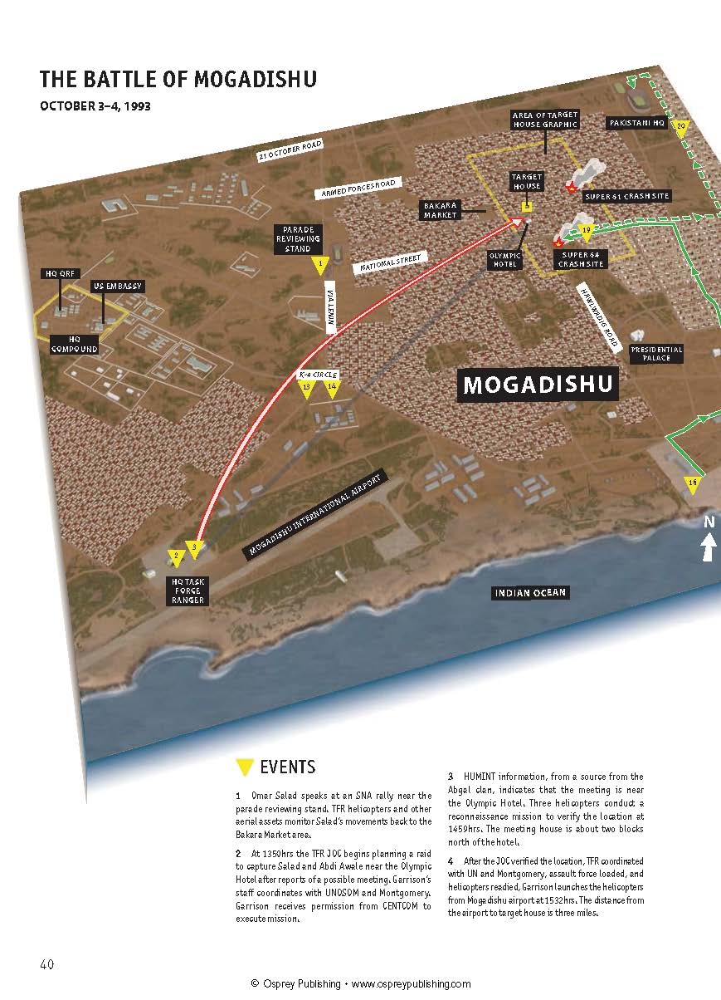 THE BATTLE OF MOGADISHU
OCTOBER 3–4, 1993
21 OCTOBER ROAD
ARMED FORCES ROAD
AREA OF TARGET
HOUSE GRAPHIC
PAKISTANI HQ
20
TARGET
HOUSE
SUPER 61 CRASH SITE
BAKARA
MARKET
PARADE
REVIEWING
STAND
1
NATIONAL STREET
OLYMPIC
HOTEL
19
SUPER 64
CRASH SITE
HQ QRF
US EMBASSY
HQ
COMPOUND
VIA LENIN
HAWLWADIG ROAD
PRESIDENTIAL
PALACE
K-4 CIRCLE
13
14
MOGADISHU
16
MOGADISHU INTERNATIONAL AIRPORT
2
3
HQ TASK
FORCE
RANGER
INDIAN OCEAN
N
EVENTS
1 Omar Salad speaks at an SNA rally near the
parade reviewing stand. TFR helicopters and other
aerial assets monitor Salad's movements back to the
Bakara Market area.
2 At 1350hrs the TFR JOC begins planning a raid
to capture Salad and Abdi Awale near the Olympic
Hotel after reports of a possible meeting. Garrison's
staff coordinates with UNOSOM and Montgomery.
Garrison receives permission from CENTCOM to
execute mission.
3 HUMINT information, from a source from the
Abgal clan, indicates that the meeting is near
the Olympic Hotel. Three helicopters conduct a
reconnaissance mission to verify the location at
1459hrs. The meeting house is about two blocks
north of the hotel.
4 After the JOC verified the location, TFR coordinated
with UN and Montgomery, assault force loaded, and
helicopters readied, Garrison launches the helicopters
from Mogadishu airport at 1532hrs. The distance from
the airport to target house is three miles.
40
© Osprey Publishing • www.ospreypublishing.com